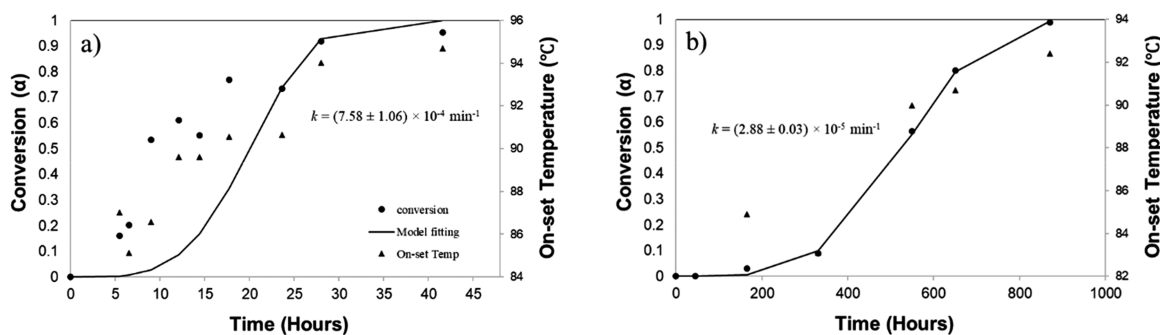 a)
1
0.9
0.8
0.7
0.6
0.5
0.4
0.3
0.2
0.1
0
Conversion (α)
96
94
92
90
88
86
84
On-set Temperature (°C)
k = (7.58 ± 1.06) × 10-4 min-1
conversion
Model fitting
On-set Temp
0 5 10 15 20 25 30 35 40 45
Time (Hours)
b)
1
0.9
0.8
0.7
0.6
0.5
0.4
0.3
0.2
0.1
0
Conversion (α)
94
92
90
88
86
84
82
On-set Temperature (°C)
k = (2.88 ± 0.03) × 10-5 min-1
0 200 400 600 800 1000
Time (Hours)